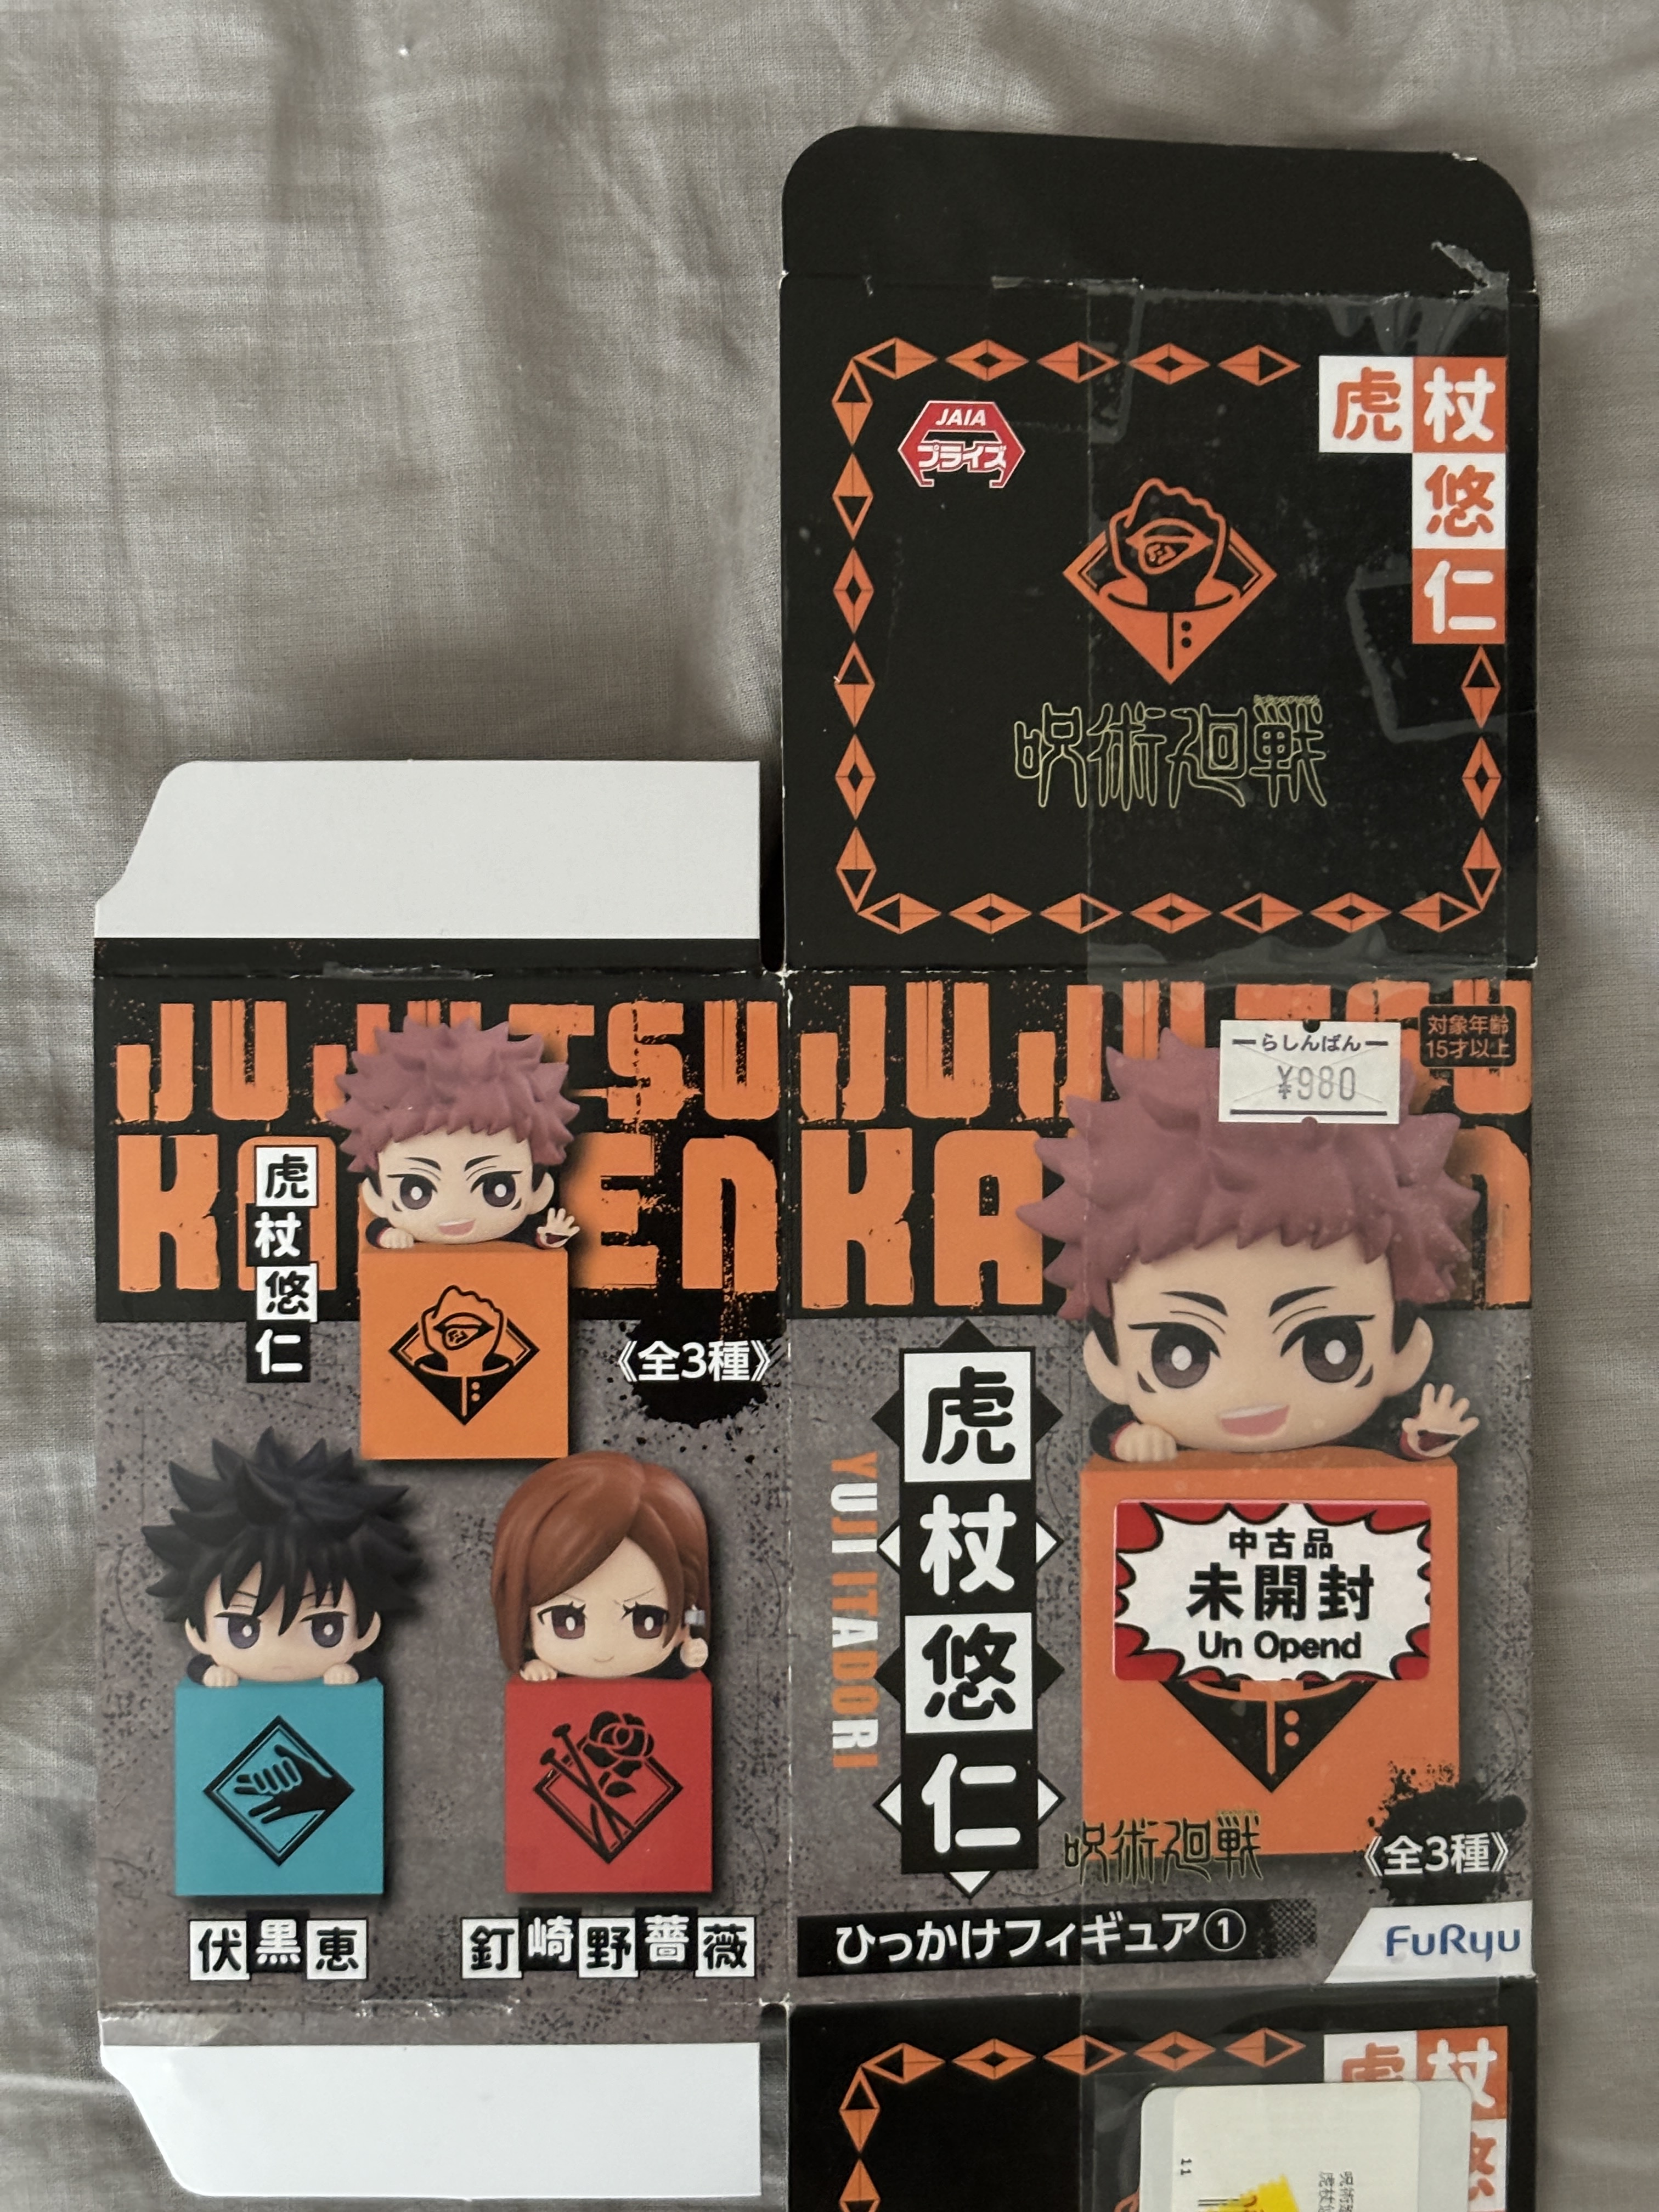 JAIA
プライズ
虎杖
悠
仁
呪術廻戦
JUJUTSU
KAISEN
虎杖悠仁
《全3種》
伏黒恵
釘崎野薔薇
JUJUTSU
KAISEN
対象年齢
15才以上
らしんばん
¥980
虎杖悠仁
YUJI ITADORI
中古品
未開封
Un Opend
呪術廻戦
《全3種》
ひっかけフィギュア①
FuRyu
虎杖
悠
11